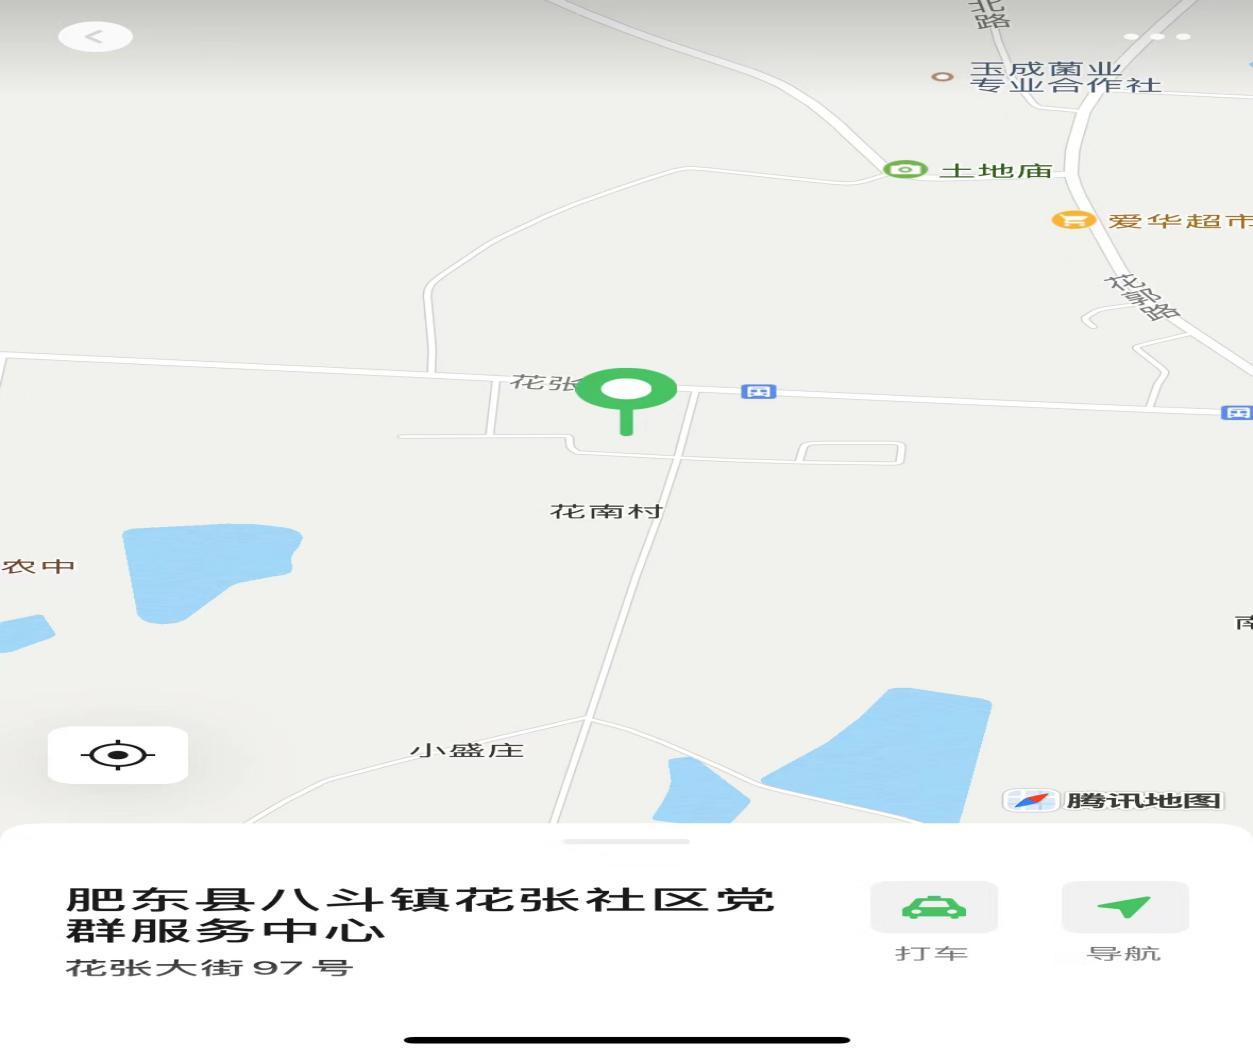 北路
玉成菌业
专业合作社
土地庙
爱华超市
花郭路
花张
花南村
农中
南
小盛庄
腾讯地图
肥东县八斗镇花张社区党
群服务中心
花张大街 97 号
打车
导航